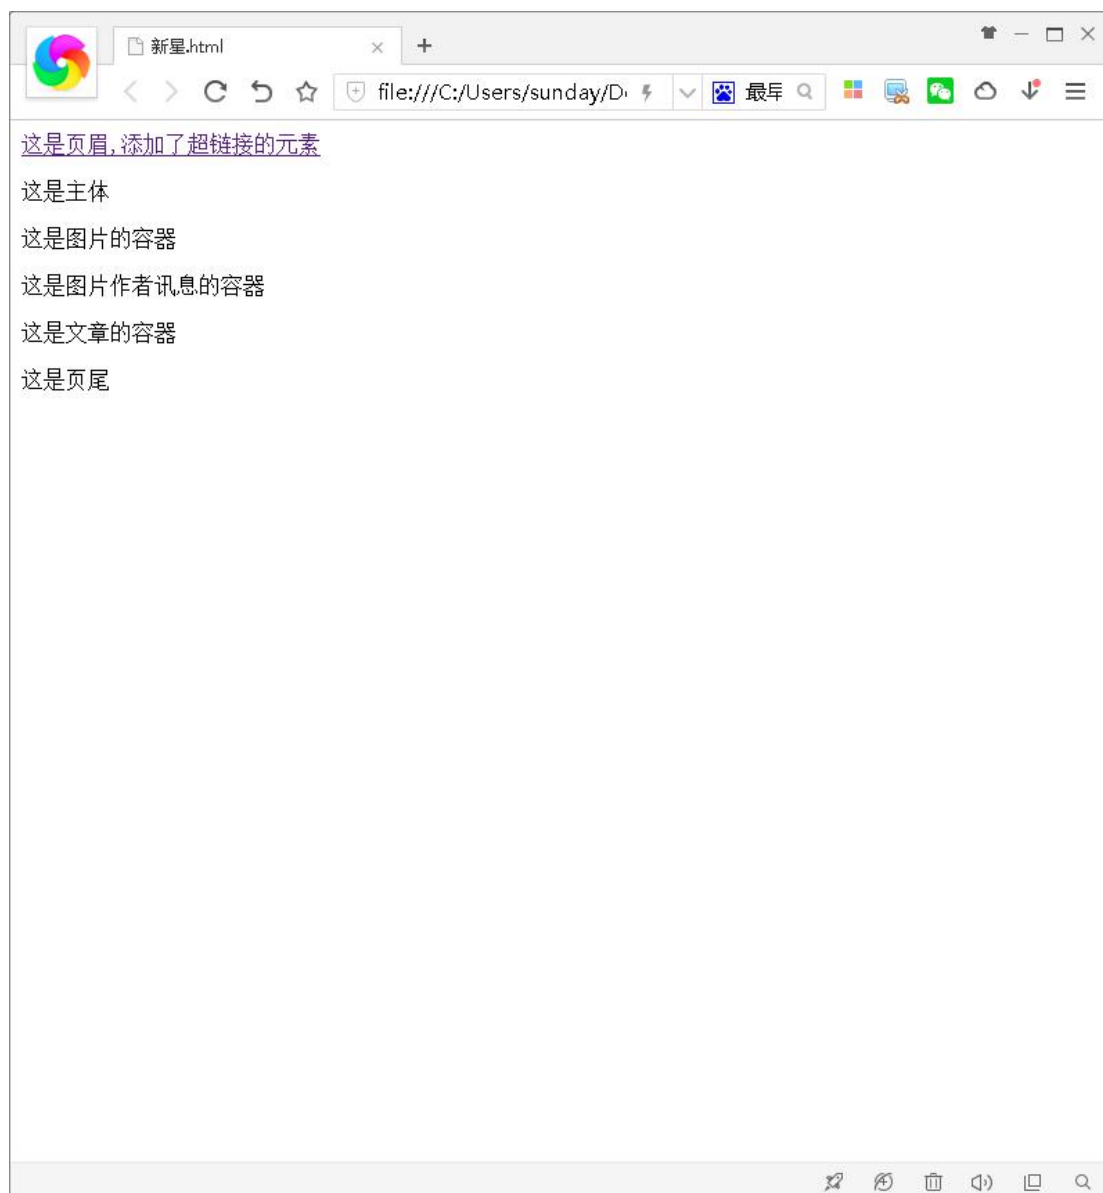 新星.html
file:///C:/Users/sunday/D
这是页眉,添加了超链接的元素
这是主体
这是图片的容器
这是图片作者讯息的容器
这是文章的容器
这是页尾